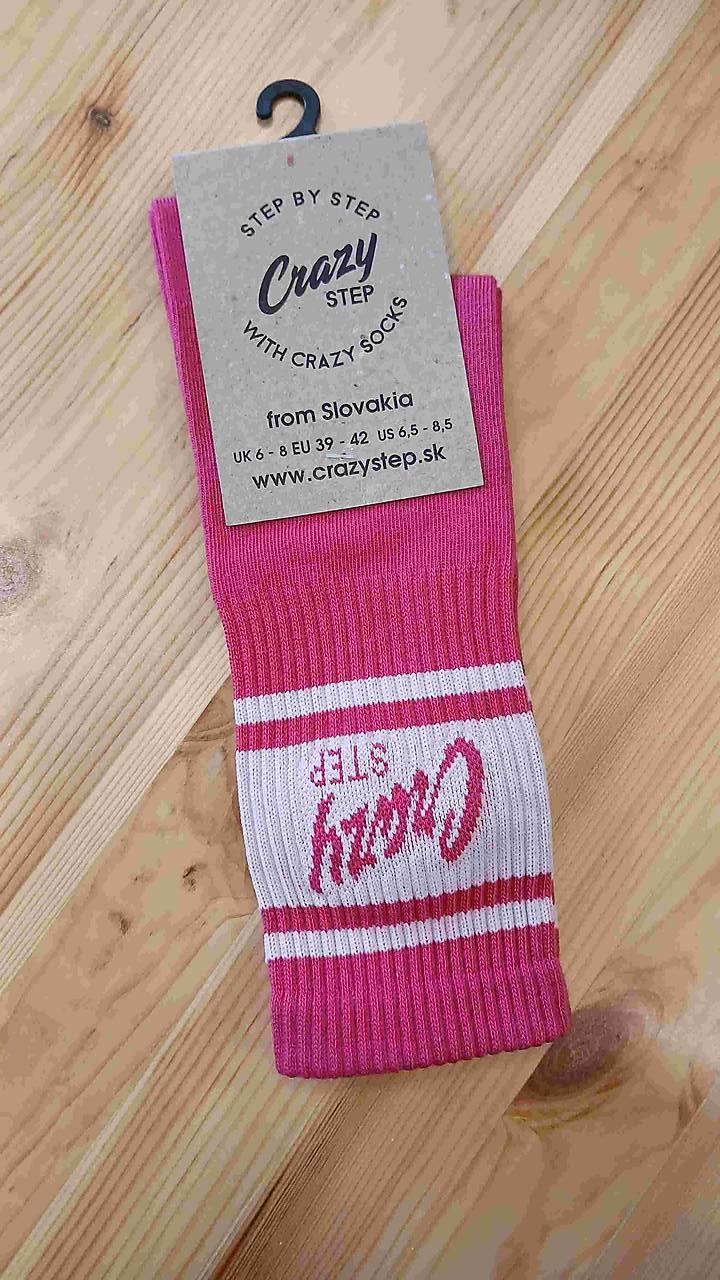 STEP BY STEP
Crazy
STEP
WITH CRAZY SOCKS
from Slovakia
UK 6 - 8 EU 39 - 42 US 6,5 - 8,5
www.crazystep.sk
STEP
Crazy